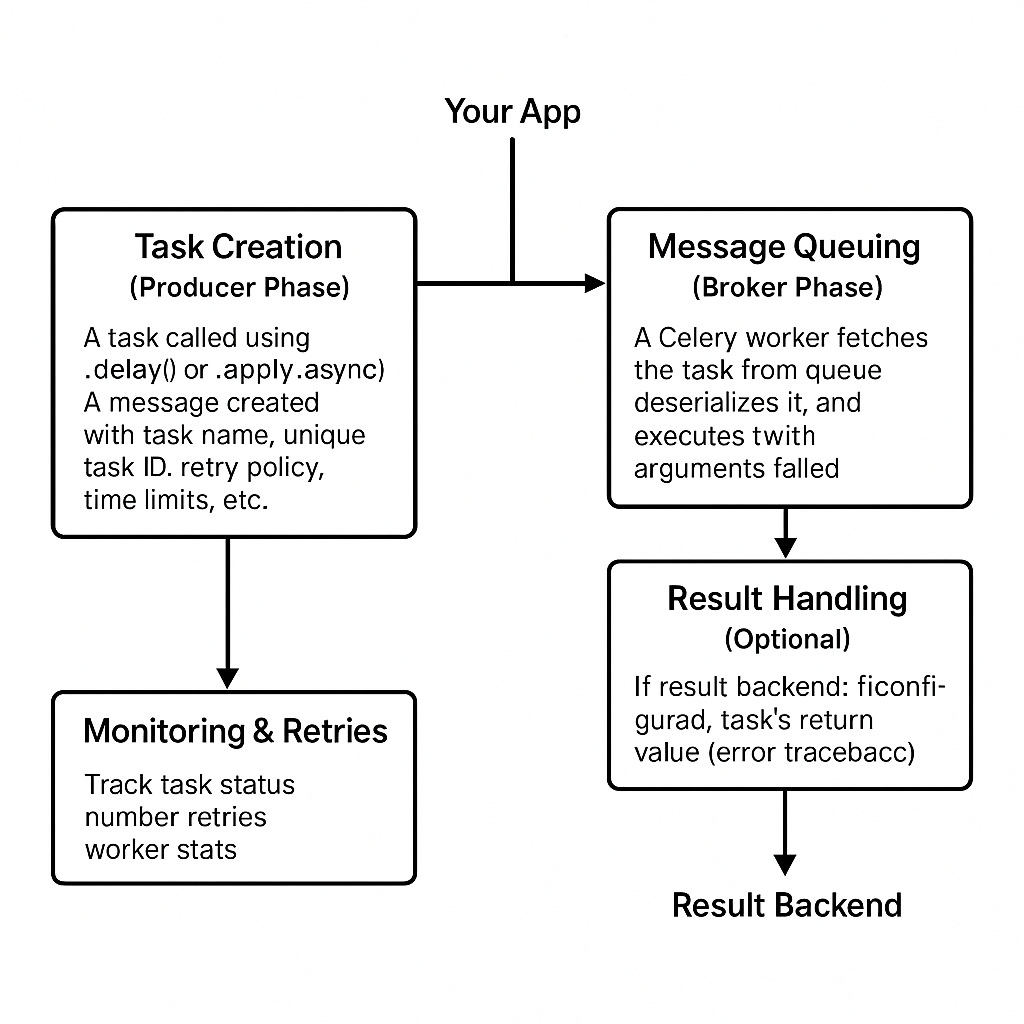 Your App
Task Creation
(Producer Phase)
A task called using
.delay() or .apply.async)
A message created
with task name, unique
task ID. retry policy,
time limits, etc.
Message Queuing
(Broker Phase)
A Celery worker fetches
the task from queue
deserializes it, and
executes twith
arguments falled
Monitoring & Retries
Track task status
number retries
worker stats
Result Handling
(Optional)
If result backend: ficonfi-
gurad, task's return
value (error tracebacc)
Result Backend